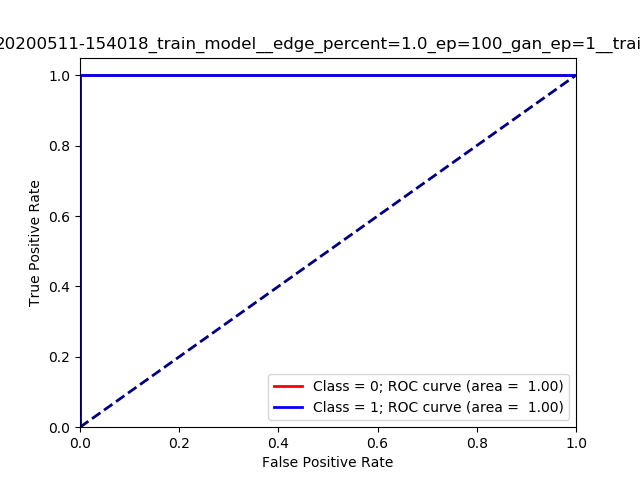 20200511-154018_train_model__edge_percent=1.0_ep=100_gan_ep=1__trai
1.0
0.8
0.6
0.4
0.2
0.0
True Positive Rate
Class = 0; ROC curve (area =  1.00)
Class = 1; ROC curve (area =  1.00)
0.0 0.2 0.4 0.6 0.8 1.0
False Positive Rate